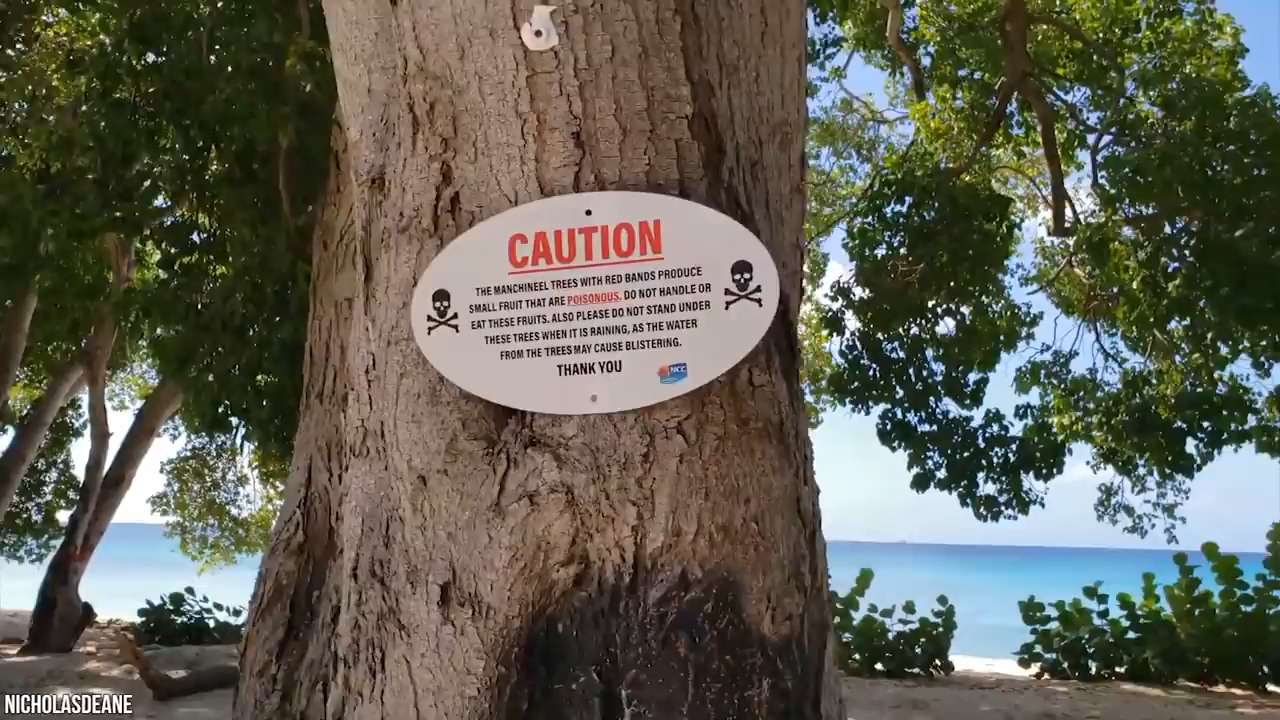 CAUTION
THE MANCHINEEL TREES WITH RED BANDS PRODUCE
SMALL FRUIT THAT ARE POISONOUS. DO NOT HANDLE OR
EAT THESE FRUITS. ALSO PLEASE DO NOT STAND UNDER
THESE TREES WHEN IT IS RAINING, AS THE WATER
FROM THE TREES MAY CAUSE BLISTERING.
THANK YOU
NCC
NICHOLASDEANE